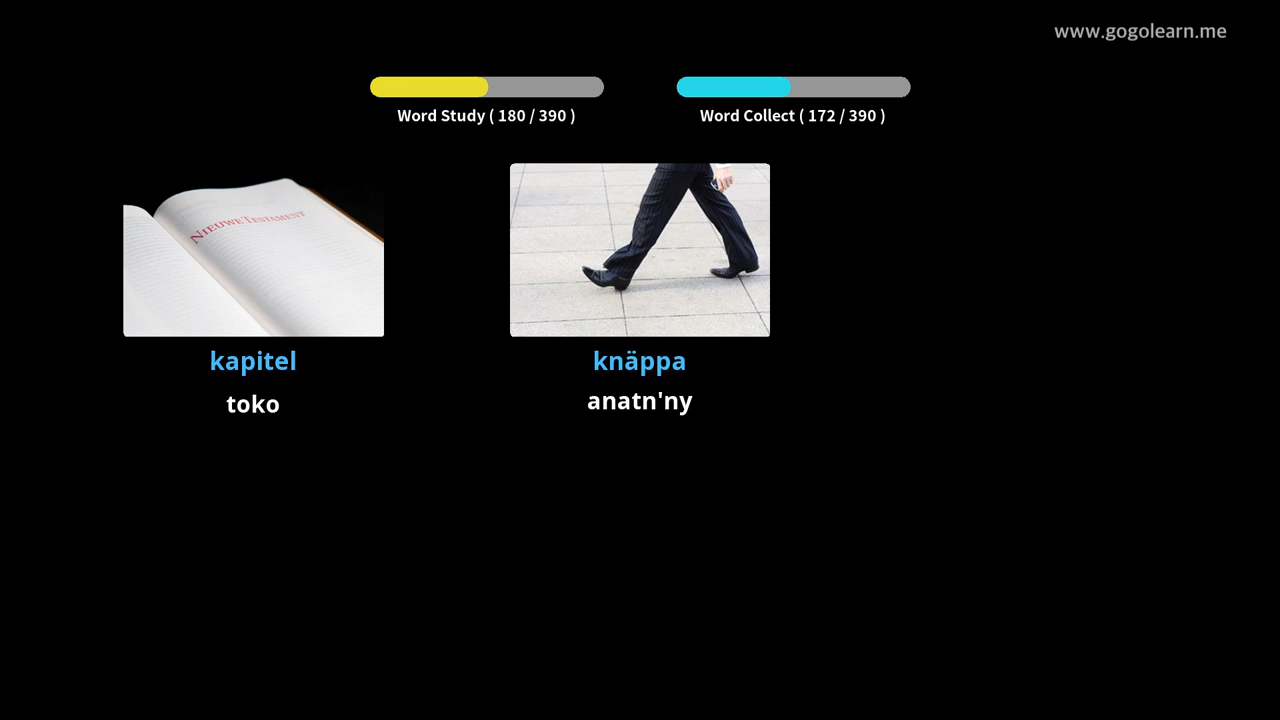 www.gogolearn.me
Word Study ( 180 / 390 )
Word Collect ( 172 / 390 )
NIEUWE TESTAMENT
kapitel
knäppa
toko
anatn'ny